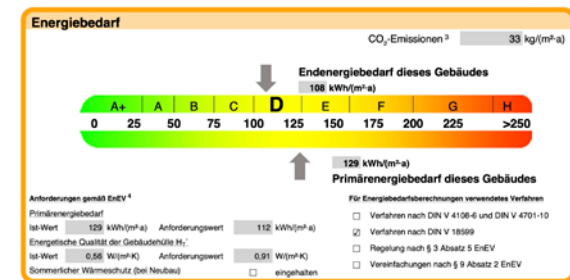 Energiebedarf
CO₂-Emissionen ³ 33 kg/(m²·a)
Endenergiebedarf dieses Gebäudes
108 kWh/(m²·a)
A+ A B C D E F G H
0 25 50 75 100 125 150 175 200 225 >250
129 kWh/(m²·a)
Primärenergiebedarf dieses Gebäudes
Anforderungen gemäß EnEV ⁴
Primärenergiebedarf
Ist-Wert 129 kWh/(m²·a) Anforderungswert 112 kWh/(m²·a)
Energetische Qualität der Gebäudehülle H_T'
Ist-Wert 0,56 W/(m²·K) Anforderungswert 0,91 W/(m²·K)
Sommerlicher Wärmeschutz (bei Neubau) ☐ eingehalten
Für Energiebedarfsberechnungen verwendetes Verfahren
☐ Verfahren nach DIN V 4108-6 und DIN V 4701-10
☑ Verfahren nach DIN V 18599
☐ Regelung nach § 3 Absatz 5 EnEV
☐ Vereinfachungen nach § 9 Absatz 2 EnEV